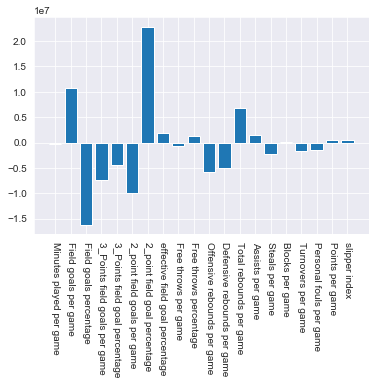 1e7
2.0
1.5
1.0
0.5
0.0
−0.5
−1.0
−1.5
Minutes played per game
Field goals per game
Field goals percentage
3_Points field goals per game
3_Points field goal percentage
2_point field goals per game
2_point field goal percentage
effective field goal percentage
Free throws per game
Free throws percentage
Offensive rebounds per game
Defensive rebounds per game
Total rebounds per game
Assists per game
Steals per game
Blocks per game
Turnovers per game
Personal fouls per game
Points per game
slipper index